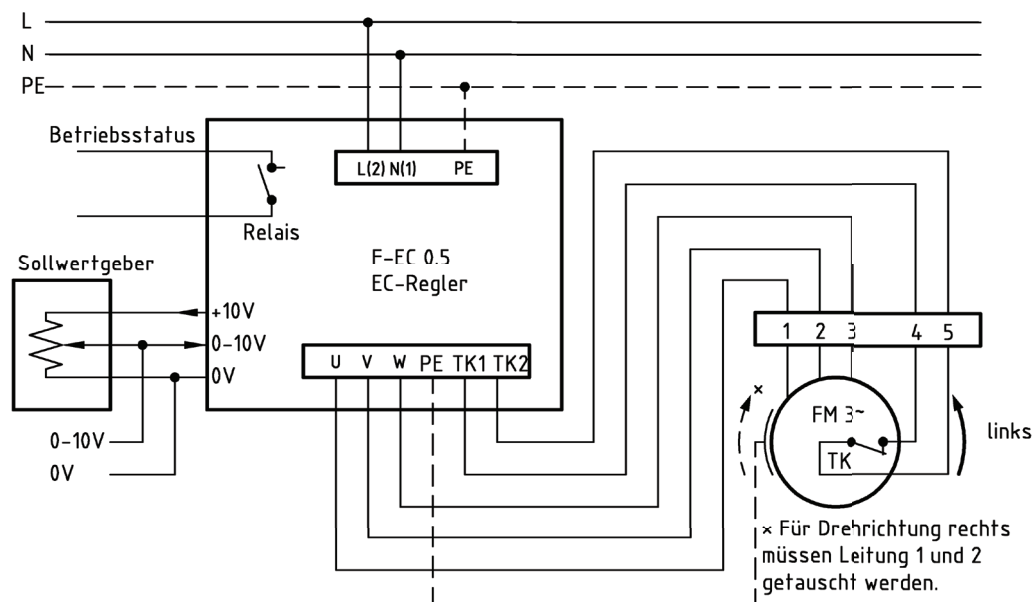 L
N
PE
Betriebsstatus
L(2) N(1) PE
Relais
E-EC 0.5
EC-Regler
Sollwertgeber
+10V
0-10V
0V
U V W PE TK1 TK2
0-10V
0V
1 2 3 4 5
×
FM 3~
TK
links
× Für Drehrichtung rechts
müssen Leitung 1 und 2
getauscht werden.